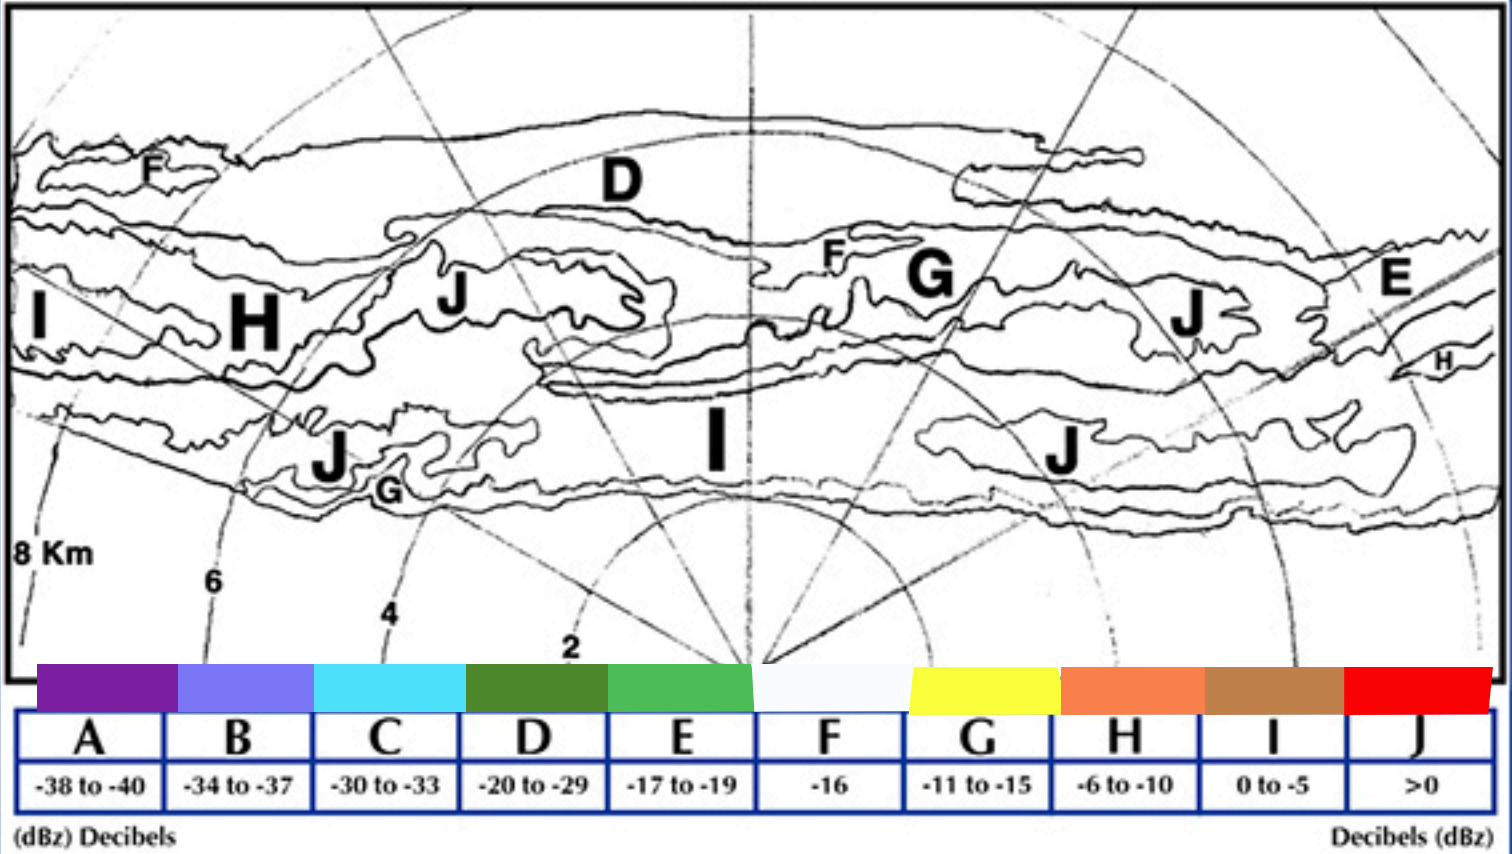 F
D
F
G
E
I
H
J
J
H
J
G
I
J
8 Km
6
4
2
A B C D E F G H I J
-38 to -40 -34 to -37 -30 to -33 -20 to -29 -17 to -19 -16 -11 to -15 -6 to -10 0 to -5 >0
(dBz) Decibels Decibels (dBz)